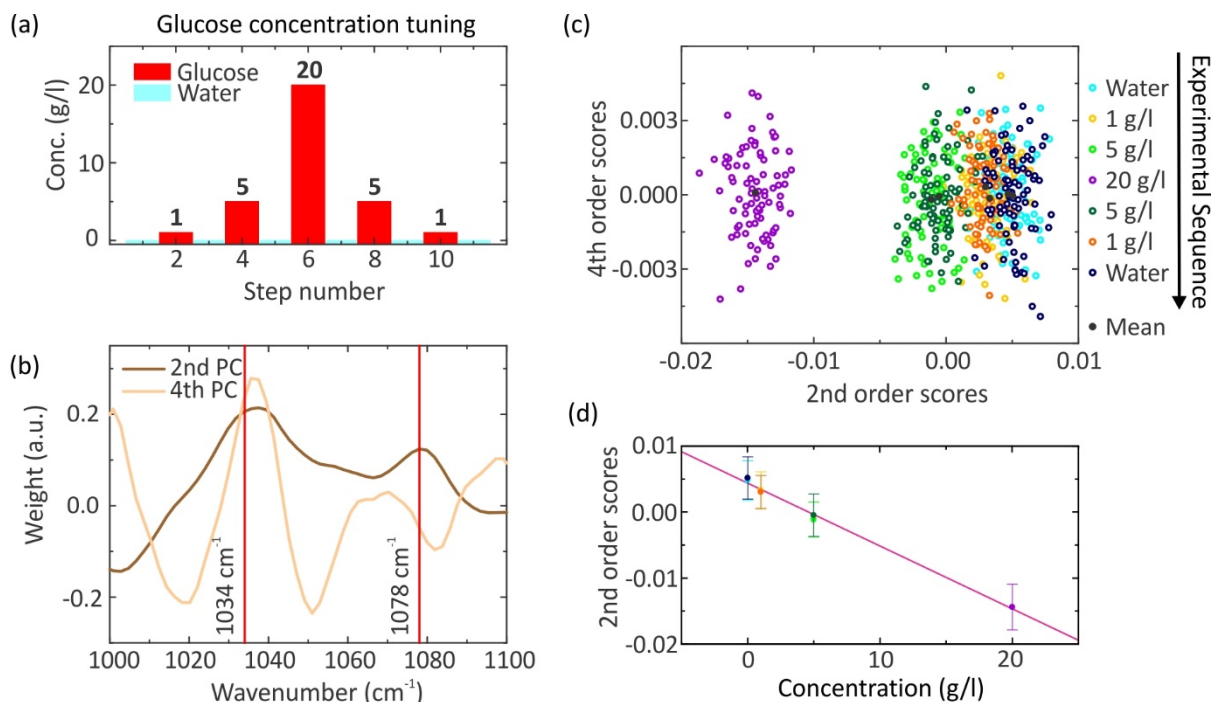 (a)
Glucose concentration tuning
Glucose
Water
Conc. (g/l)
20
10
0
1
5
20
5
1
2 4 6 8 10
Step number
(b)
2nd PC
4th PC
Weight (a.u.)
0.2
0.0
-0.2
1034 cm⁻¹
1078 cm⁻¹
1000 1020 1040 1060 1080 1100
Wavenumber (cm⁻¹)
(c)
4th order scores
0.003
0.000
-0.003
-0.02 -0.01 0.00 0.01
2nd order scores
Water
1 g/l
5 g/l
20 g/l
5 g/l
1 g/l
Water
Mean
Experimental Sequence
(d)
2nd order scores
0.01
0.00
-0.01
-0.02
0 10 20
Concentration (g/l)